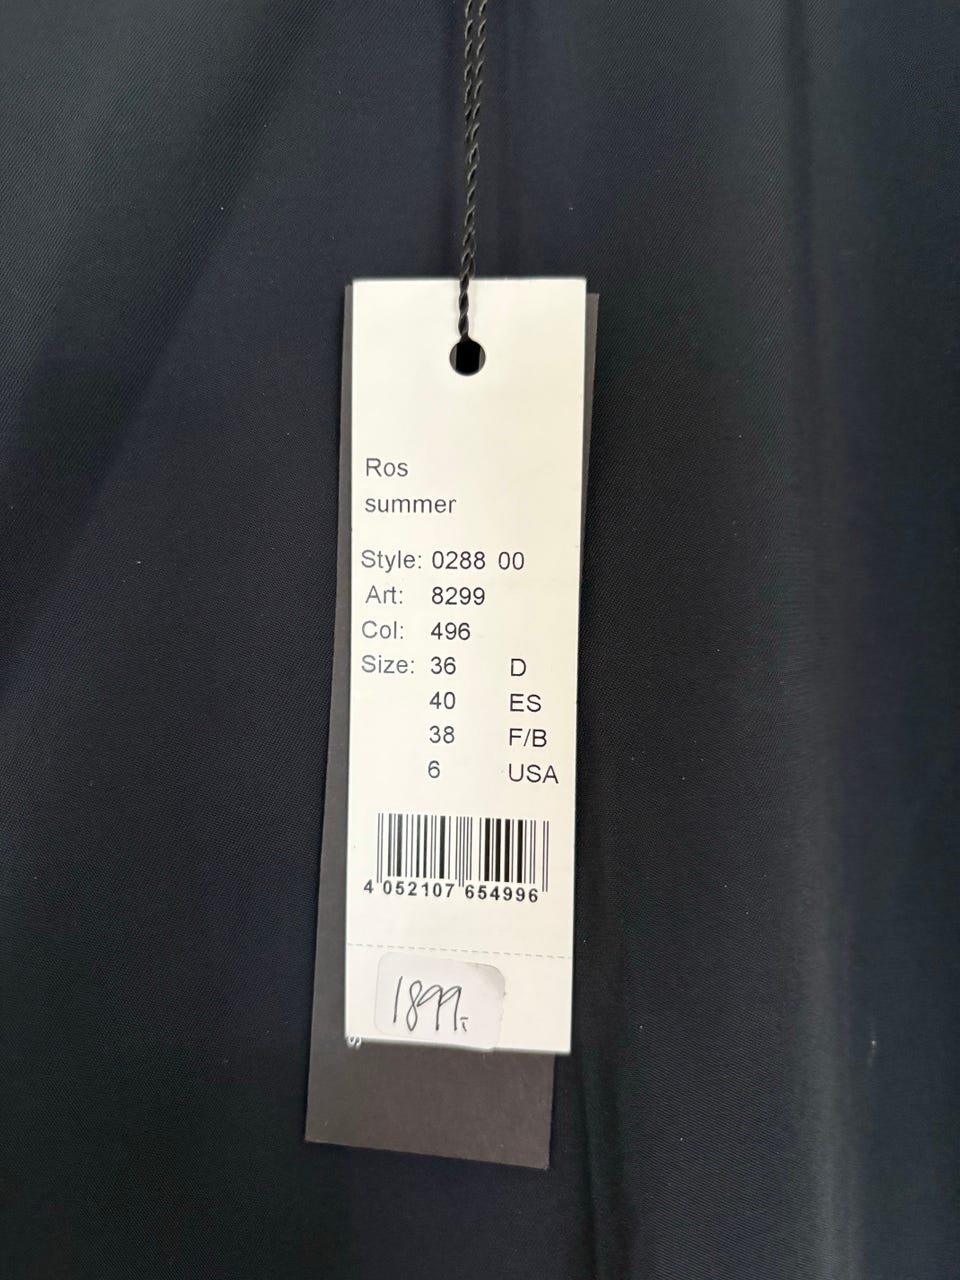 Ros
summer
Style: 0288 00
Art: 8299
Col: 496
Size: 36 D
40 ES
38 F/B
6 USA
4 052107 654996
1899.-